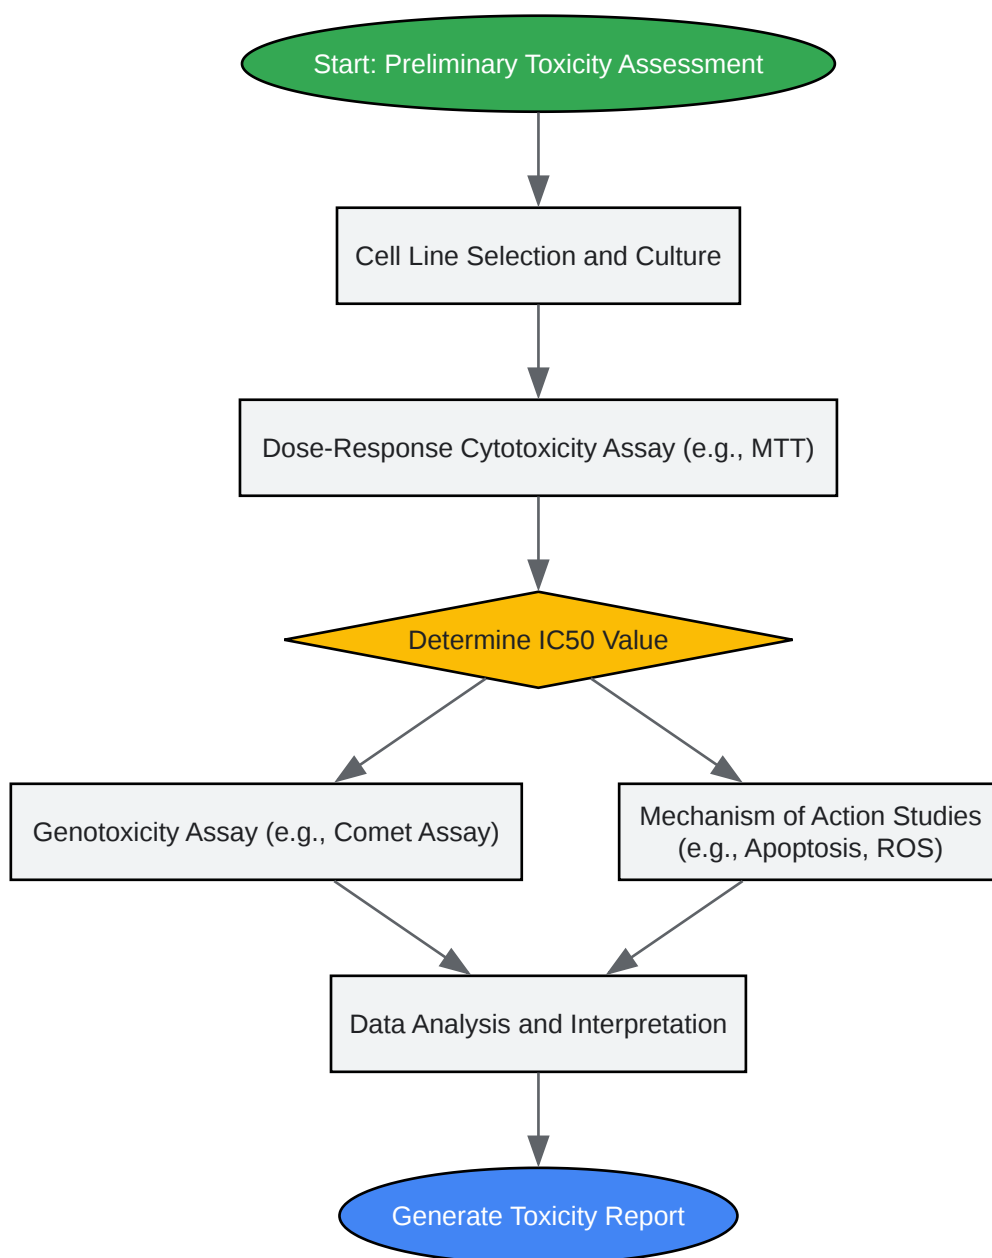 Start: Preliminary Toxicity Assessment
Cell Line Selection and Culture
Dose-Response Cytotoxicity Assay (e.g., MTT)
Determine IC50 Value
Genotoxicity Assay (e.g., Comet Assay)
Mechanism of Action Studies
(e.g., Apoptosis, ROS)
Data Analysis and Interpretation
Generate Toxicity Report